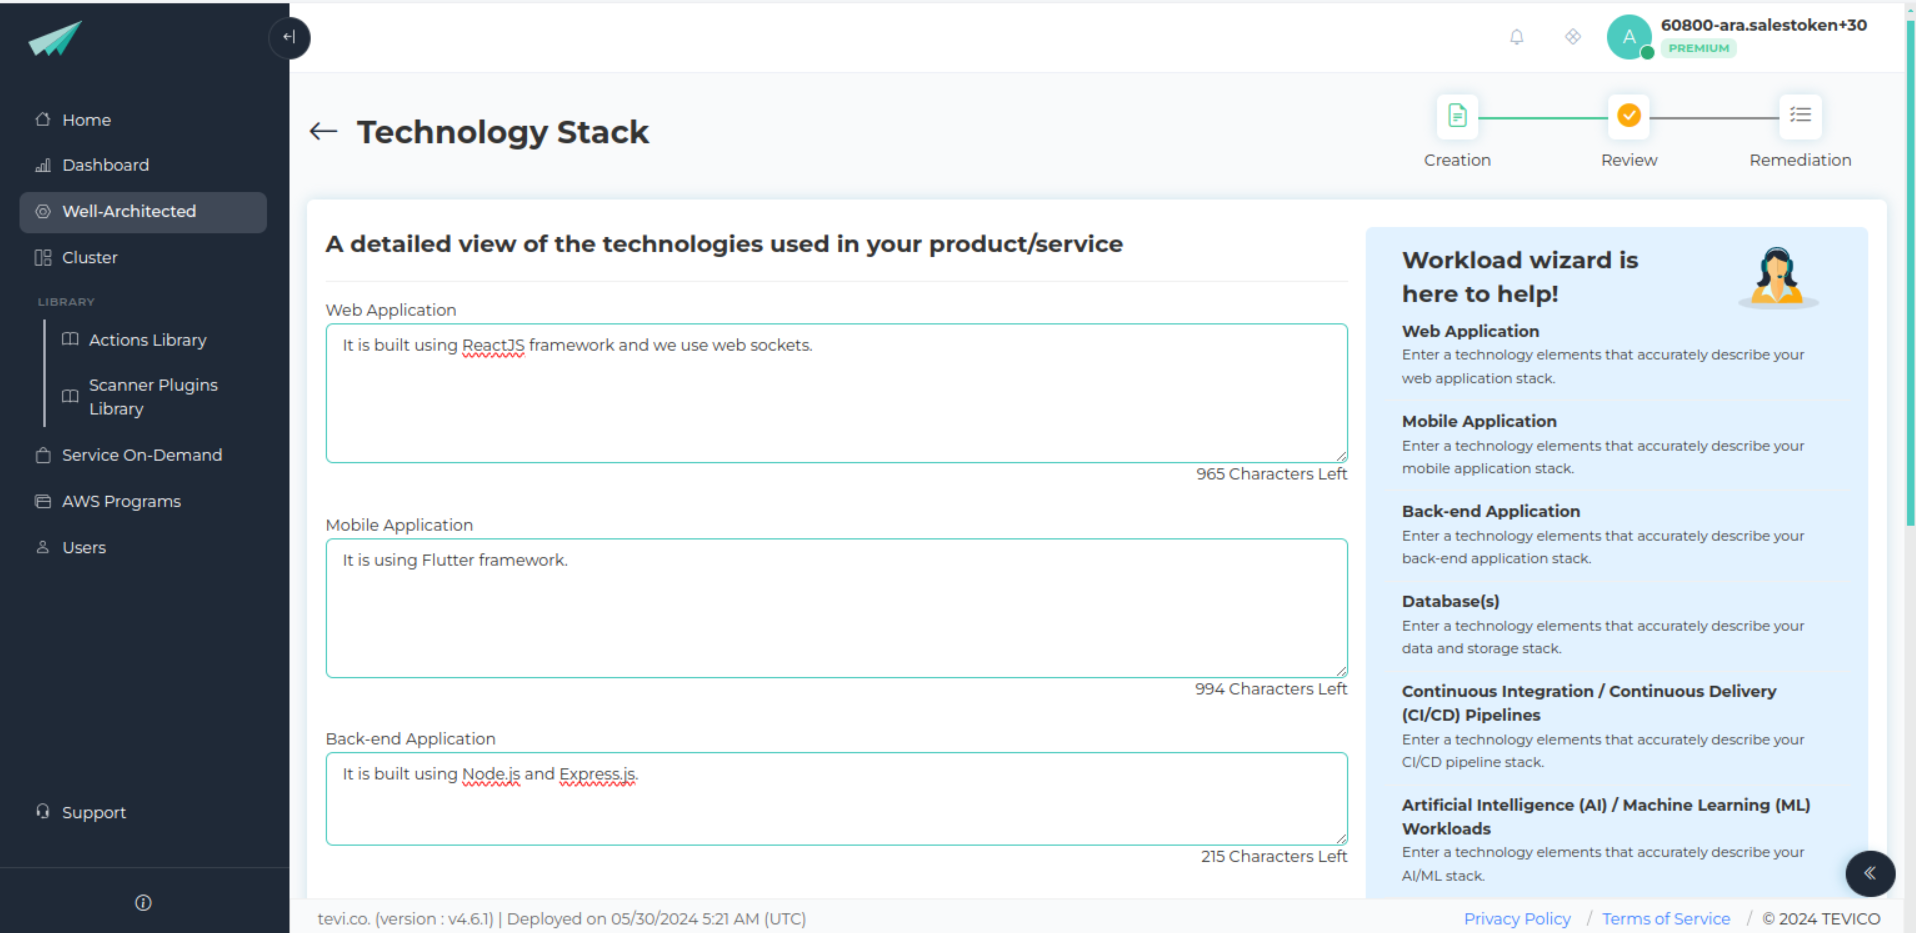 Home
Dashboard
Well-Architected
Cluster
LIBRARY
Actions Library
Scanner Plugins
Library
Service On-Demand
AWS Programs
Users
Support
A
60800-ara.salestoken+30
PREMIUM
Technology Stack
Creation
Review
Remediation
A detailed view of the technologies used in your product/service
Web Application
It is built using ReactJS framework and we use web sockets.
965 Characters Left
Mobile Application
It is using Flutter framework.
994 Characters Left
Back-end Application
It is built using Node.js and Express.js.
215 Characters Left
Workload wizard is
here to help!
Web Application
Enter a technology elements that accurately describe your
web application stack.
Mobile Application
Enter a technology elements that accurately describe your
mobile application stack.
Back-end Application
Enter a technology elements that accurately describe your
back-end application stack.
Database(s)
Enter a technology elements that accurately describe your
data and storage stack.
Continuous Integration / Continuous Delivery
(CI/CD) Pipelines
Enter a technology elements that accurately describe your
CI/CD pipeline stack.
Artificial Intelligence (AI) / Machine Learning (ML)
Workloads
Enter a technology elements that accurately describe your
AI/ML stack.
tevi.co. (version : v4.6.1) | Deployed on 05/30/2024 5:21 AM (UTC)
Privacy Policy / Terms of Service / © 2024 TEVICO